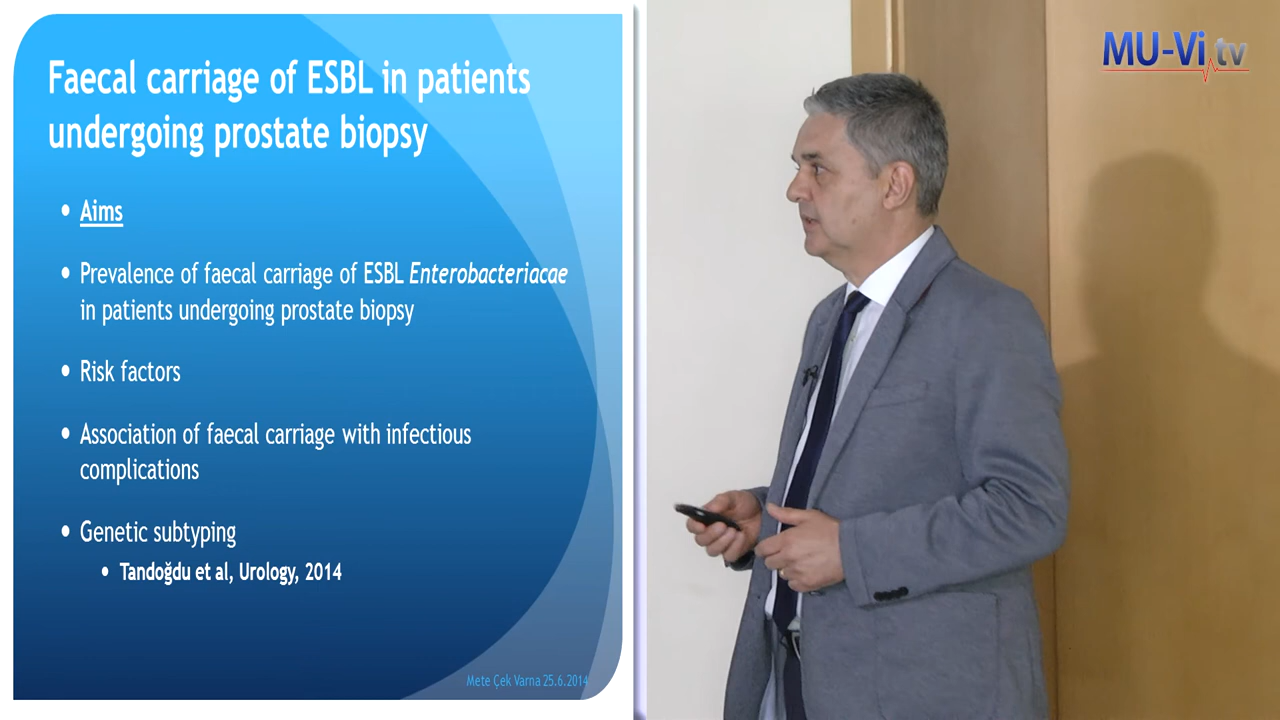 Faecal carriage of ESBL in patients
undergoing prostate biopsy
• Aims
• Prevalence of faecal carriage of ESBL Enterobacteriacae
in patients undergoing prostate biopsy
• Risk factors
• Association of faecal carriage with infectious
complications
• Genetic subtyping
• Tandoğdu et al, Urology, 2014
Mete Çek Varna 25.6.2014
MU-Vi.tv